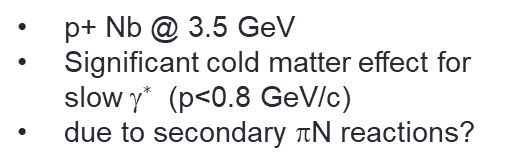 • p+ Nb @ 3.5 GeV
• Significant cold matter effect for
slow γ* (p<0.8 GeV/c)
• due to secondary πN reactions?